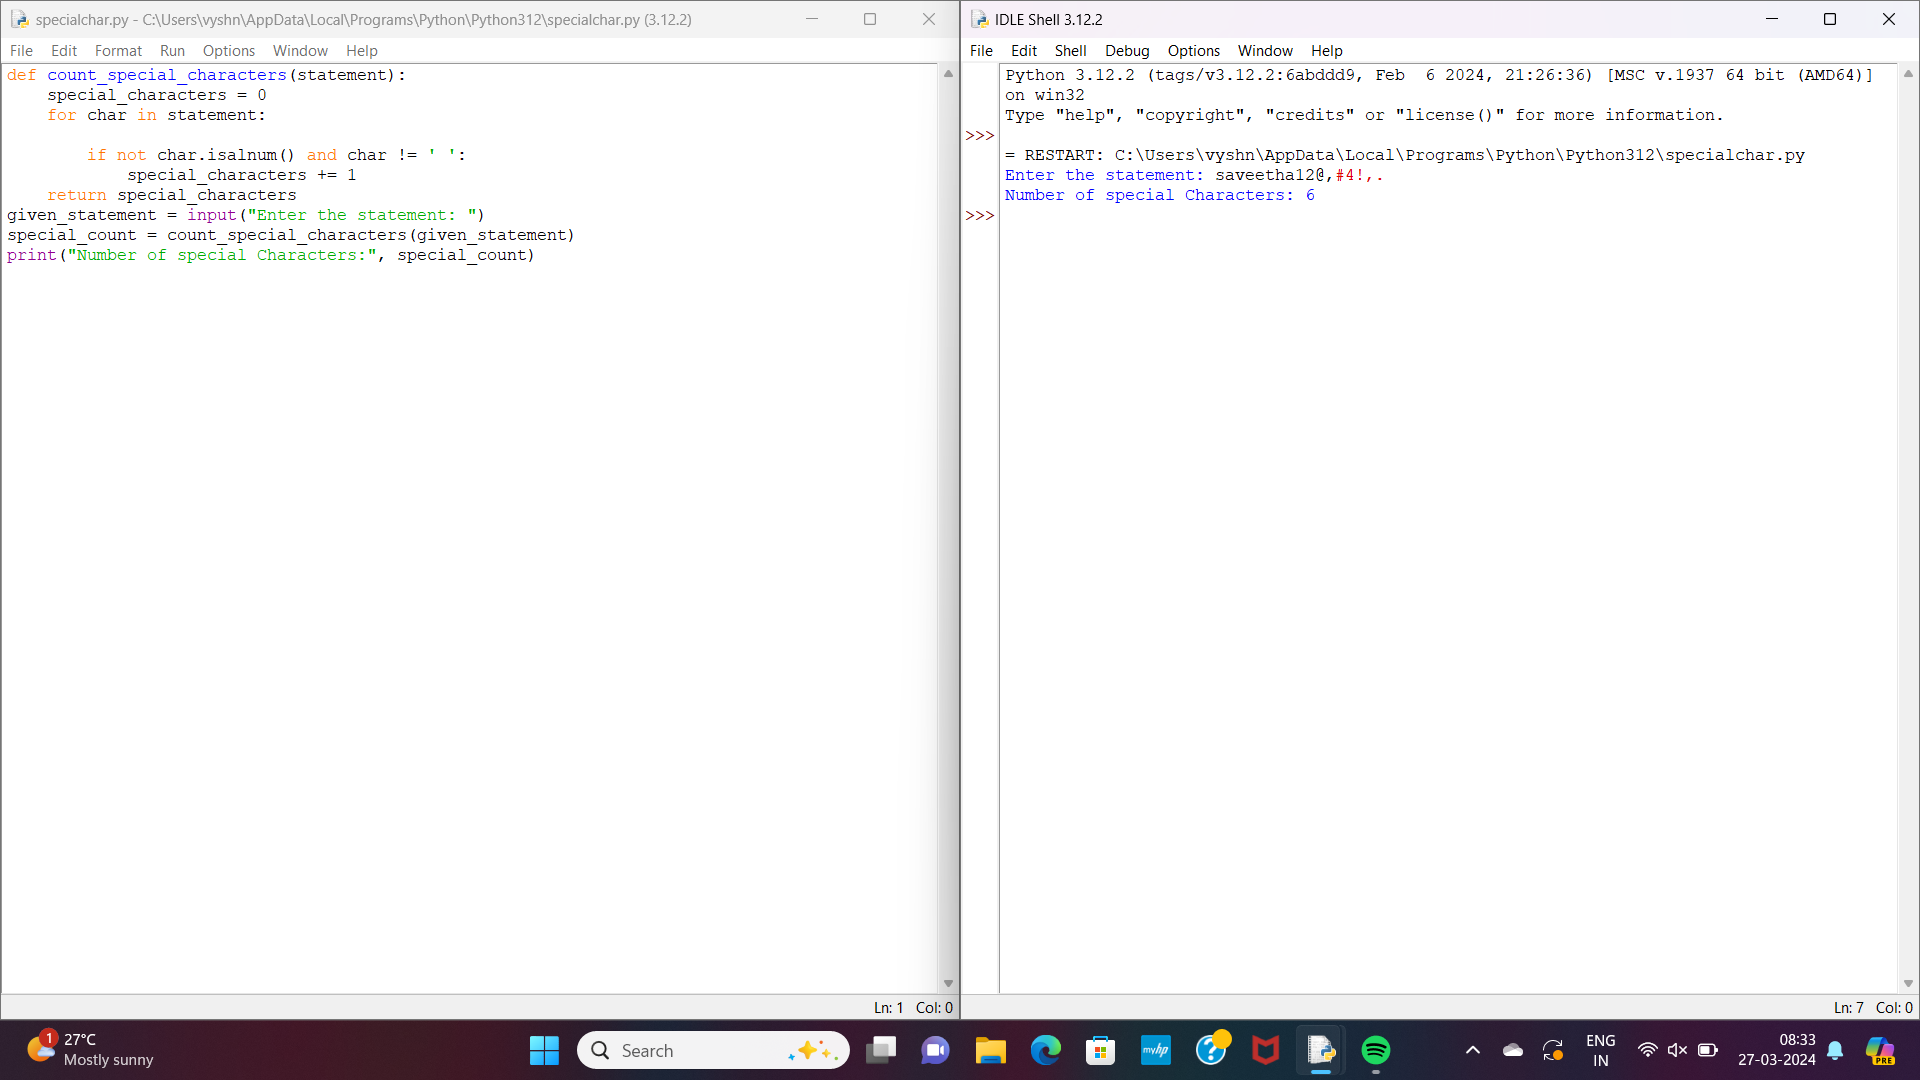 specialchar.py - C:\Users\vyshn\AppData\Local\Programs\Python\Python312\specialchar.py (3.12.2)
File Edit Format Run Options Window Help
def count_special_characters(statement):
    special_characters = 0
    for char in statement:
        if not char.isalnum() and char != ' ':
            special_characters += 1
    return special_characters
given_statement = input("Enter the statement: ")
special_count = count_special_characters(given_statement)
print("Number of special Characters:", special_count)
Ln: 1 Col: 0
IDLE Shell 3.12.2
File Edit Shell Debug Options Window Help
Python 3.12.2 (tags/v3.12.2:6abddd9, Feb  6 2024, 21:26:36) [MSC v.1937 64 bit (AMD64)]
on win32
Type "help", "copyright", "credits" or "license()" for more information.
>>>
= RESTART: C:\Users\vyshn\AppData\Local\Programs\Python\Python312\specialchar.py
Enter the statement: saveetha12@,#4!,.
Number of special Characters: 6
>>>
Ln: 7 Col: 0
1
27°C
Mostly sunny
Search
myhp
ENG
IN
08:33
27-03-2024
PRE